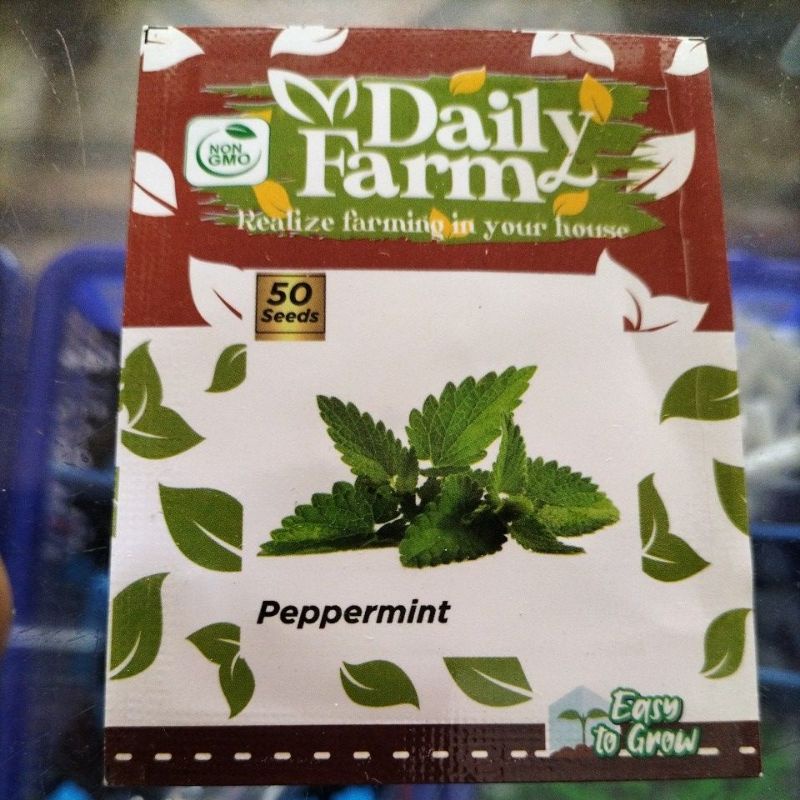 Daily
Farm
NON
GMO
Realize farming in your house
50
Seeds
Peppermint
Easy
to Grow